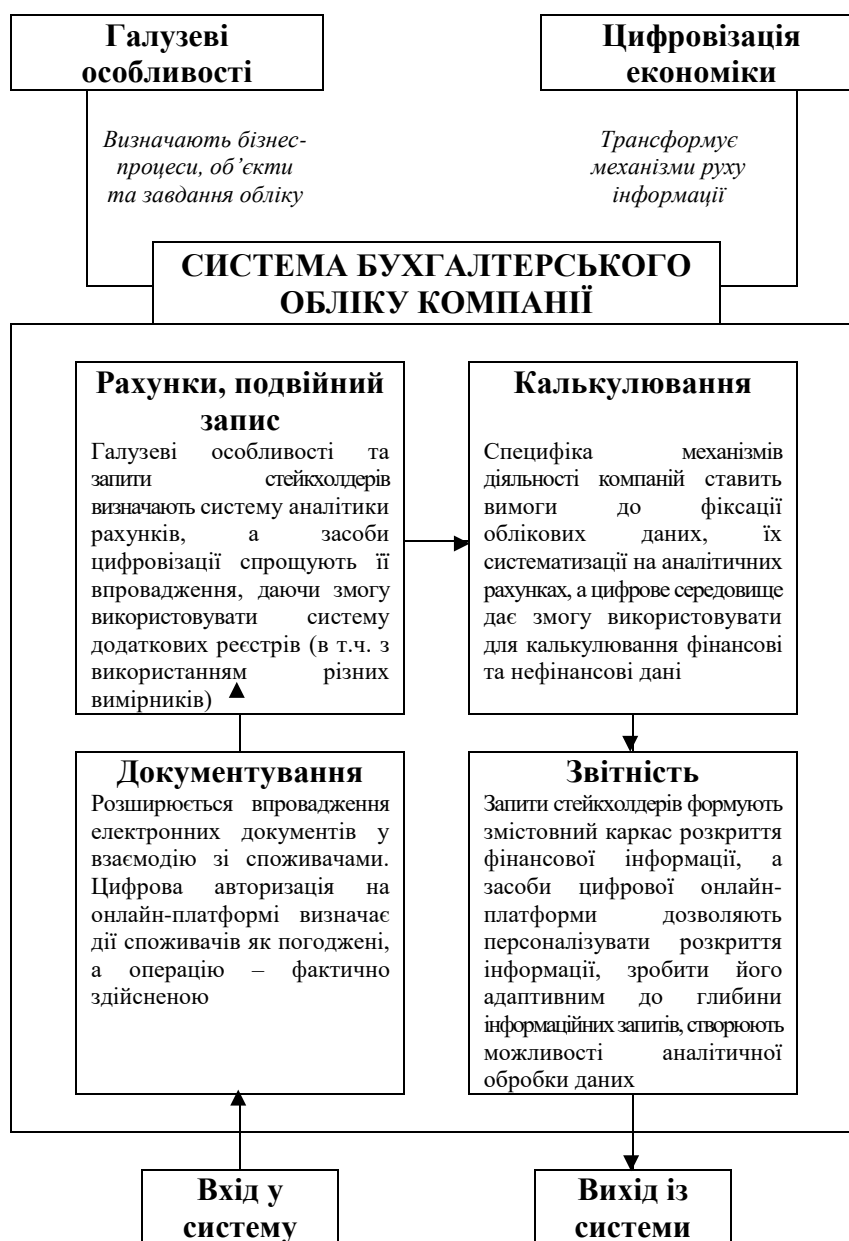 Галузеві
особливості
Цифровізація
економіки
Визначають бізнес-
процеси, об’єкти
та завдання обліку
Трансформує
механізми руху
інформації
СИСТЕМА БУХГАЛТЕРСЬКОГО
ОБЛІКУ КОМПАНІЇ
Рахунки, подвійний
запис
Галузеві особливості та
запити стейкхолдерів
визначають систему аналітики
рахунків, а засоби
цифровізації спрощують її
впровадження, даючи змогу
використовувати систему
додаткових реєстрів (в т.ч. з
використанням різних
вимірників)
Калькулювання
Специфіка механізмів
діяльності компаній ставить
вимоги до фіксації
облікових даних, їх
систематизації на аналітичних
рахунках, а цифрове середовище
дає змогу використовувати
для калькулювання фінансові
та нефінансові дані
Документування
Розширюється впровадження
електронних документів у
взаємодію зі споживачами.
Цифрова авторизація на
онлайн-платформі визначає
дії споживачів як погоджені,
а операцію – фактично
здійсненою
Звітність
Запити стейкхолдерів формують
змістовний каркас розкриття
фінансової інформації, а
засоби цифрової онлайн-
платформи дозволяють
персоналізувати розкриття
інформації, зробити його
адаптивним до глибини
інформаційних запитів, створюють
можливості аналітичної
обробки даних
Вхід у
систему
Вихід із
системи